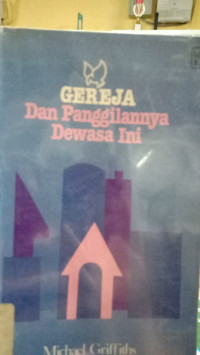 GEREJA
Dan Panggilannya
Dewasa Ini
Michael Griffiths